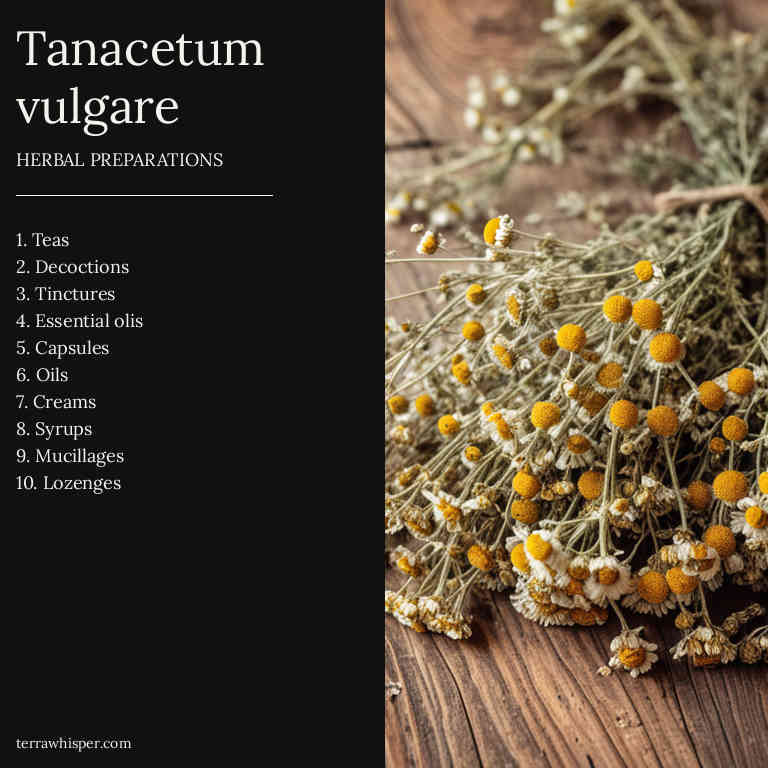 Tanacetum
vulgare
HERBAL PREPARATIONS
1. Teas
2. Decoctions
3. Tinctures
4. Essential olis
5. Capsules
6. Oils
7. Creams
8. Syrups
9. Mucillages
10. Lozenges
terrawhisper.com